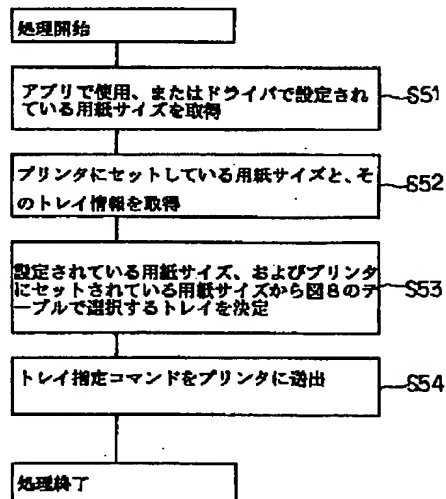 処理開始
アプリで使用、またはドライバで設定され
ている用紙サイズを取得
S51
プリンタにセットしている用紙サイズと、そ
のトレイ情報を取得
S52
設定されている用紙サイズ、およびプリンタ
にセットされている用紙サイズから図8のテ
ーブルで選択するトレイを決定
S53
トレイ指定コマンドをプリンタに送出
S54
処理終了